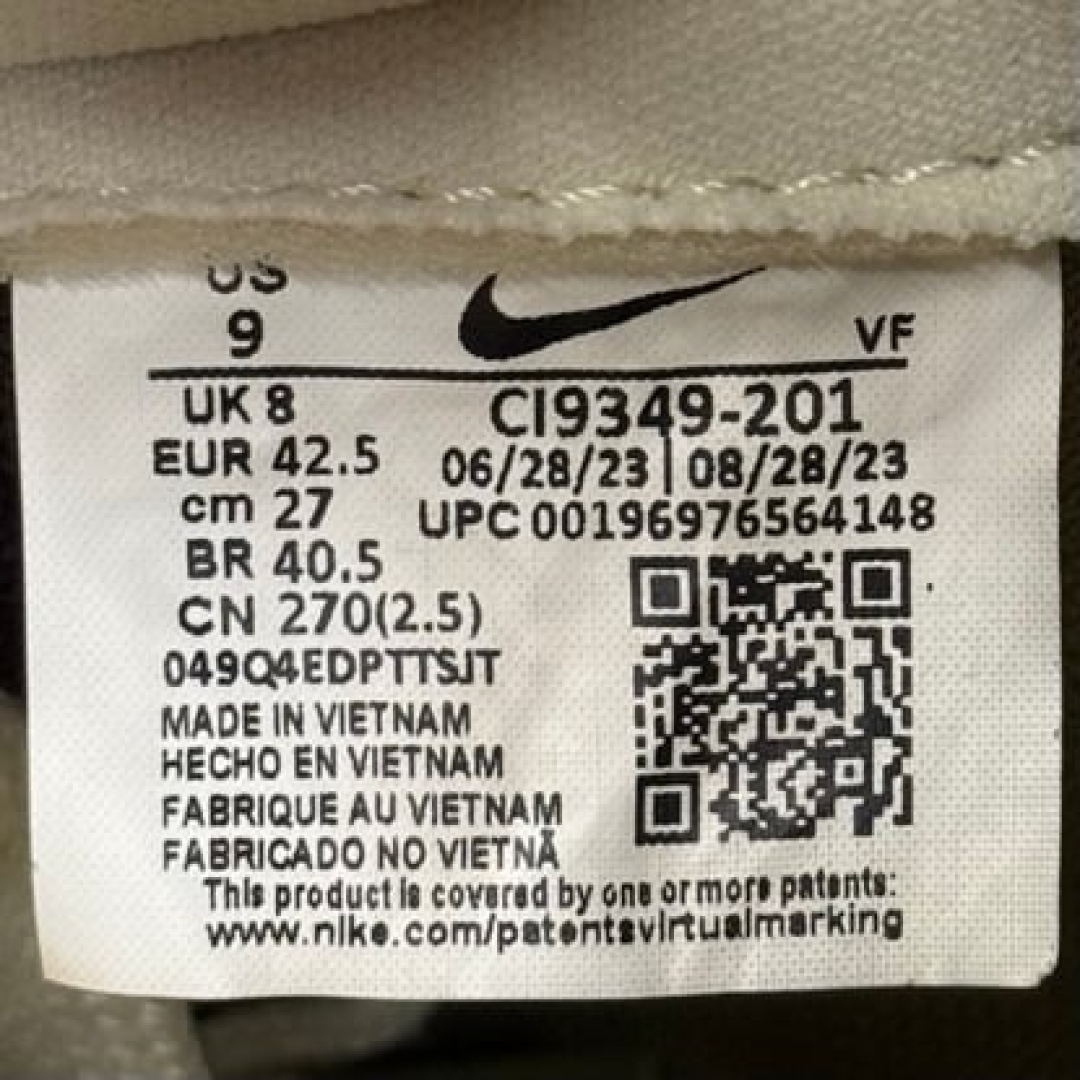 US
9
VF
UK 8
CI9349-201
EUR 42.5
06/28/23 | 08/28/23
cm 27
UPC 00196976564148
BR 40.5
CN 270(2.5)
049Q4EDPTTSJT
MADE IN VIETNAM
HECHO EN VIETNAM
FABRIQUE AU VIETNAM
FABRICADO NO VIETNÃ
This product is covered by one or more patents:
www.nike.com/patentsvirtualmarking